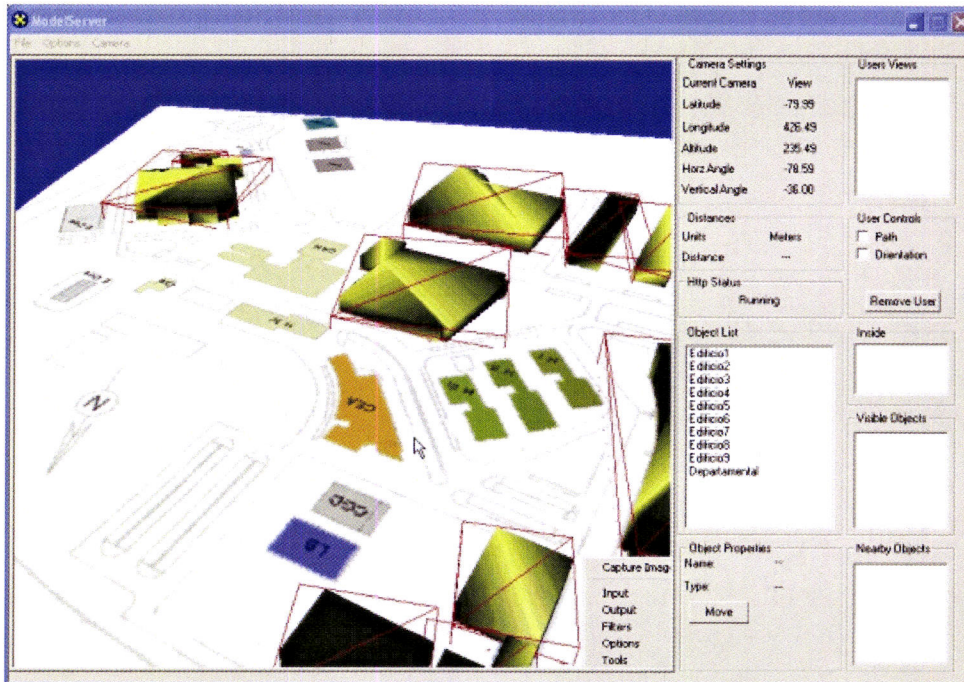 ModelServer
File Options Camera
Camera Settings
Current Camera View
Latitude -79.99
Longitude 426.49
Altitude 235.49
Horz Angle -78.59
Vertical Angle -36.00
Distances
Units Meters
Distance ---
Http Status
Running
Object List
Edificio1
Edificio2
Edificio3
Edificio4
Edificio5
Edificio6
Edificio7
Edificio8
Edificio9
Departamental
Object Properties
Name: ---
Type: ---
Move
Users Views
User Controls
Path
Orientation
Remove User
Inside
Visible Objects
Nearby Objects
CEA
CGD
LB
N
Capture Imag
Input
Output
Filters
Options
Tools